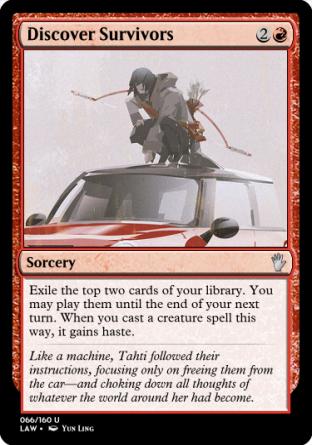 Discover Survivors 2
Sorcery
Exile the top two cards of your library. You
may play them until the end of your next
turn. When you cast a creature spell this
way, it gains haste.
Like a machine, Tahti followed their
instructions, focusing only on freeing them from
the car—and choking down all thoughts of
whatever the world around her had become.
066/160 U
LAW • Yun Ling